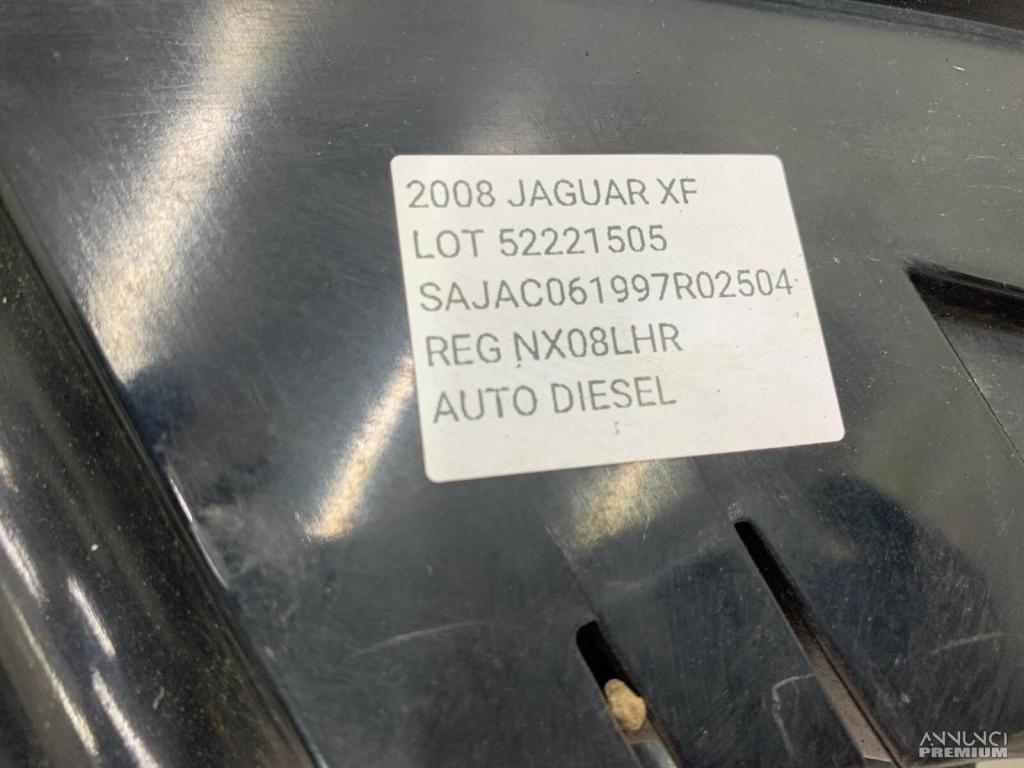 2008 JAGUAR XF
LOT 52221505
SAJAC061997R02504
REG NX08LHR
AUTO DIESEL
ANNUNCI
PREMIUM